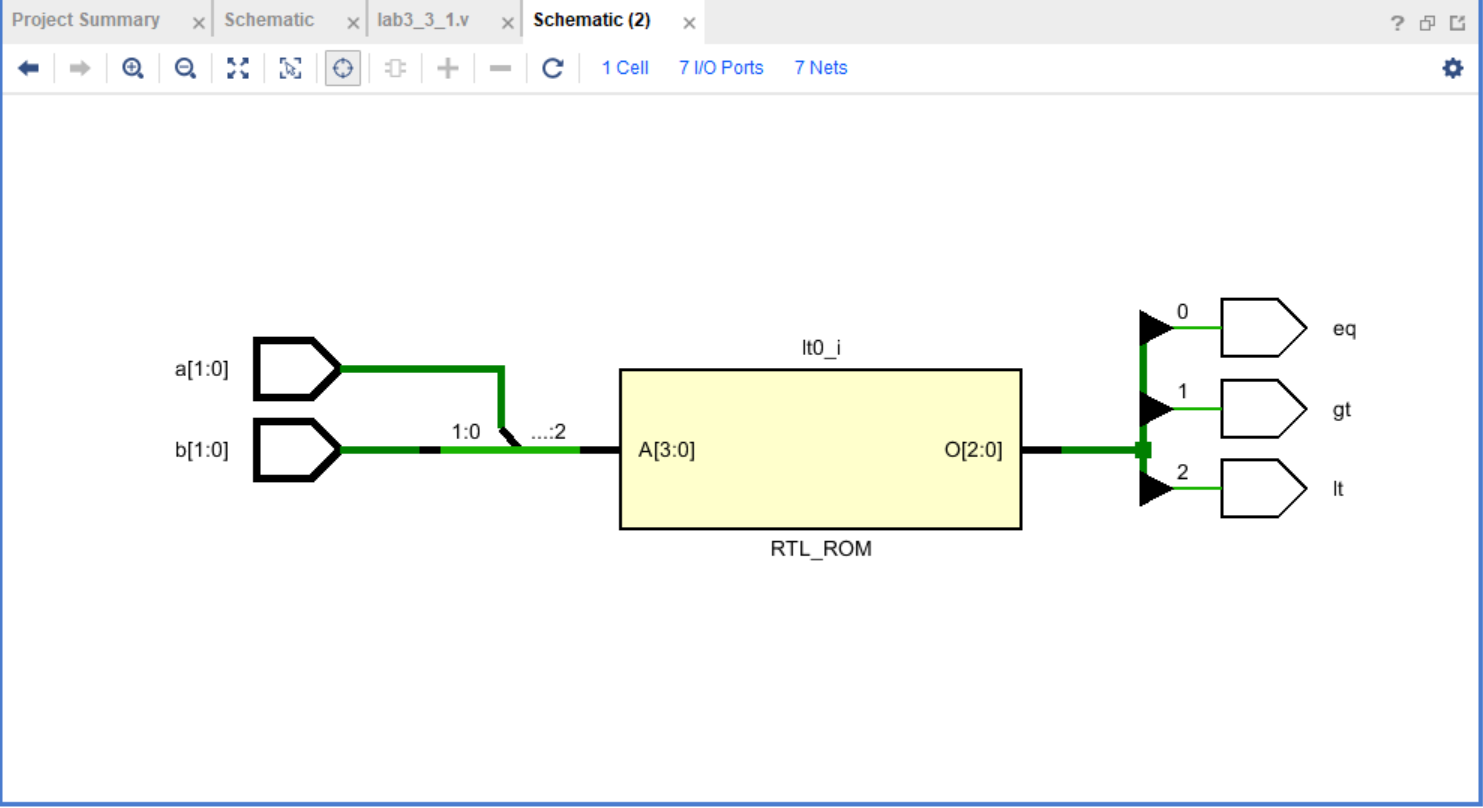 Project Summary
Schematic
lab3_3_1.v
Schematic (2)
?
1 Cell
7 I/O Ports
7 Nets
lt0_i
a[1:0]
b[1:0]
1:0
...:2
A[3:0]
O[2:0]
RTL_ROM
0
eq
1
gt
2
lt